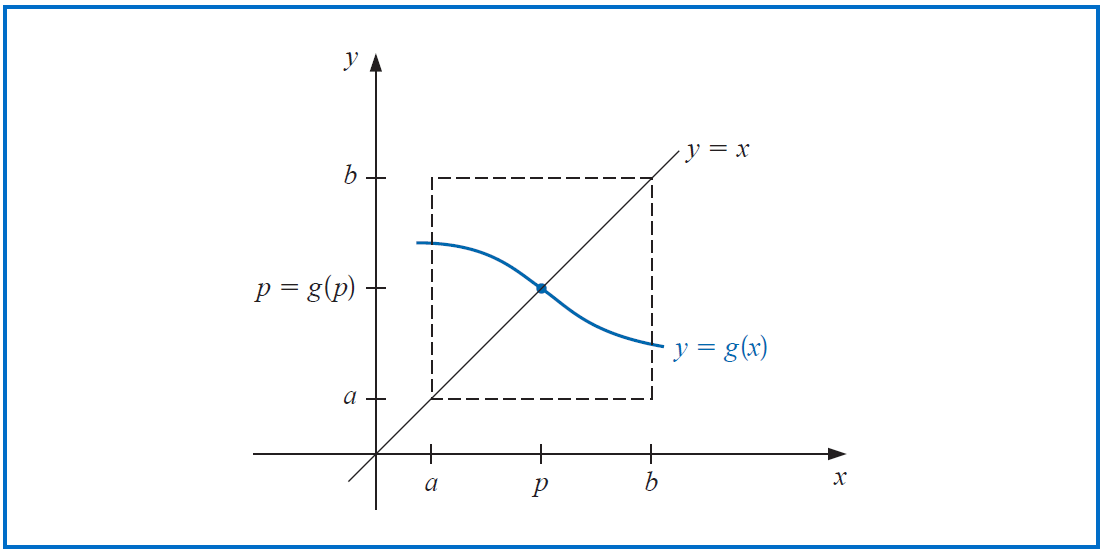 y
y = x
b
p = g(p)
y = g(x)
a
a p b x